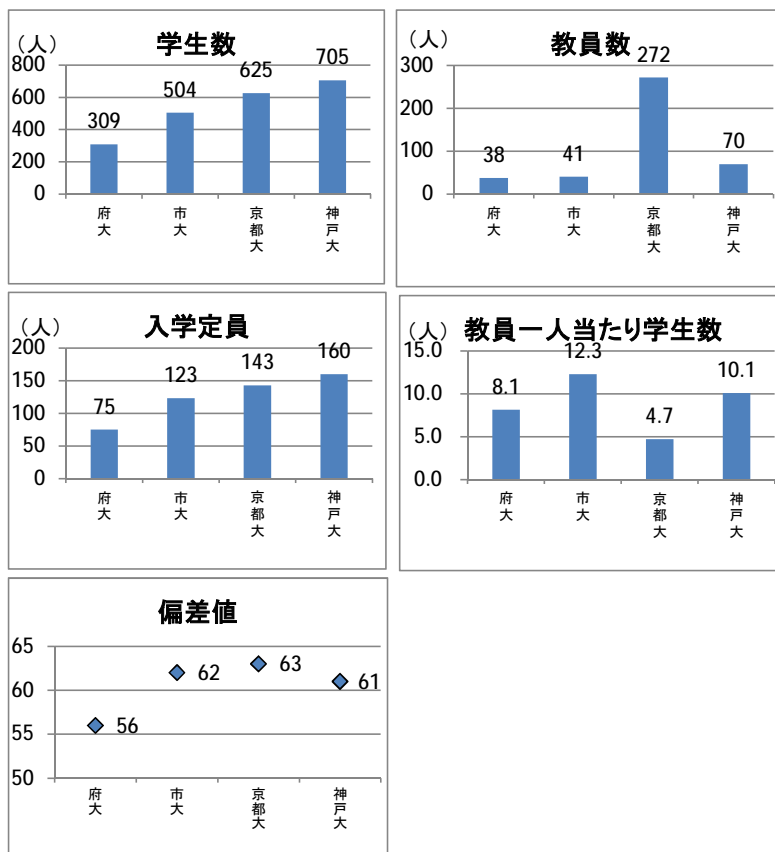 学生数
(人)
800
600
400
200
0
309
504
625
705
府大
市大
京都大
神戸大
教員数
(人)
300
200
100
0
38
41
272
70
府大
市大
京都大
神戸大
入学定員
(人)
200
150
100
50
0
75
123
143
160
府大
市大
京都大
神戸大
教員一人当たり学生数
(人)
15.0
10.0
5.0
0.0
8.1
12.3
4.7
10.1
府大
市大
京都大
神戸大
偏差値
65
60
55
50
56
62
63
61
府大
市大
京都大
神戸大